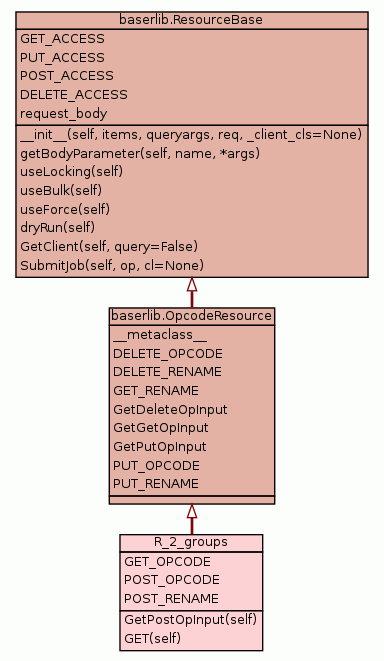 baserlib.ResourceBase
GET_ACCESS
PUT_ACCESS
POST_ACCESS
DELETE_ACCESS
request_body
__init__(self, items, queryargs, req, _client_cls=None)
getBodyParameter(self, name, *args)
useLocking(self)
useBulk(self)
useForce(self)
dryRun(self)
GetClient(self, query=False)
SubmitJob(self, op, cl=None)
baserlib.OpcodeResource
__metaclass__
DELETE_OPCODE
DELETE_RENAME
GET_RENAME
GetDeleteOpInput
GetGetOpInput
GetPutOpInput
PUT_OPCODE
PUT_RENAME
R_2_groups
GET_OPCODE
POST_OPCODE
POST_RENAME
GetPostOpInput(self)
GET(self)